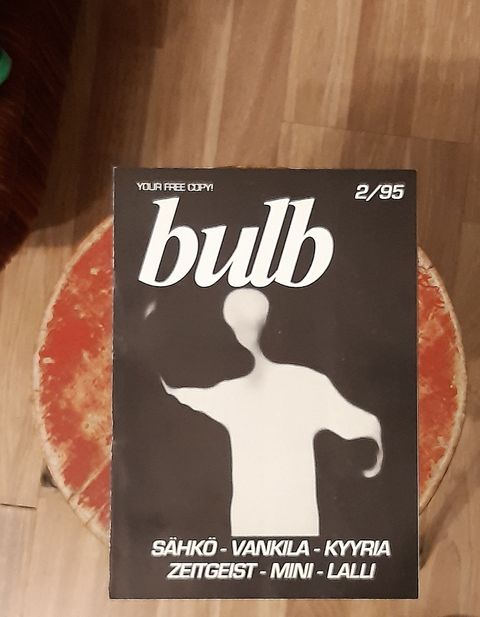 YOUR FREE COPY!
2/95
bulb
SÄHKÖ - VANKILA - KYYRIA
ZEITGEIST - MINI - LALLI